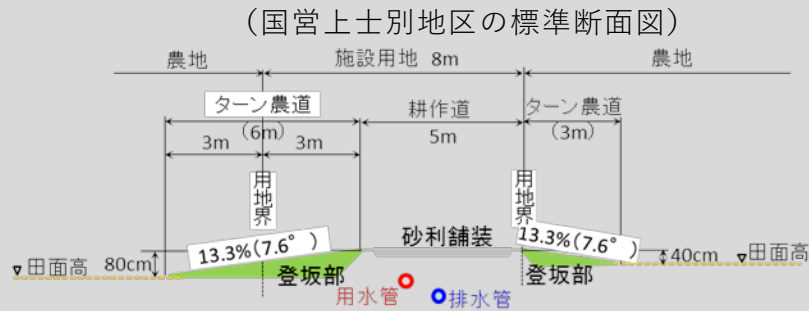 （国営上士別地区の標準断面図）
農地
施設用地 8m
農地
ターン農道
(6m)
耕作道
5m
ターン農道
(3m)
3m
3m
用地界
用地界
13.3%(7.6°)
砂利舗装
13.3%(7.6°)
▽田面高
80cm
登坂部
登坂部
40cm
▽田面高
用水管
排水管